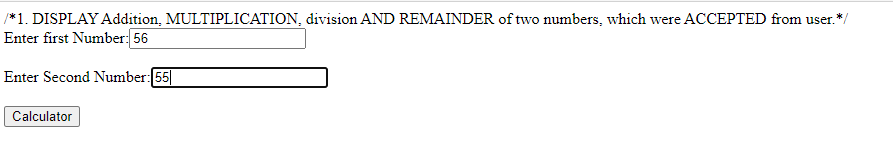 /*1. DISPLAY Addition, MULTIPLICATION, division AND REMAINDER of two numbers, which were ACCEPTED from user.*/
Enter first Number: 56
Enter Second Number: 55
Calculator